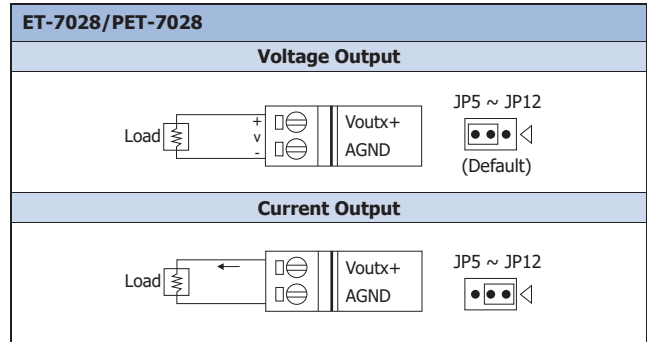 ET-7028/PET-7028
Voltage Output
JP5 ~ JP12
Load
+
v
-
Voutx+
AGND
(Default)
Current Output
JP5 ~ JP12
Load
Voutx+
AGND